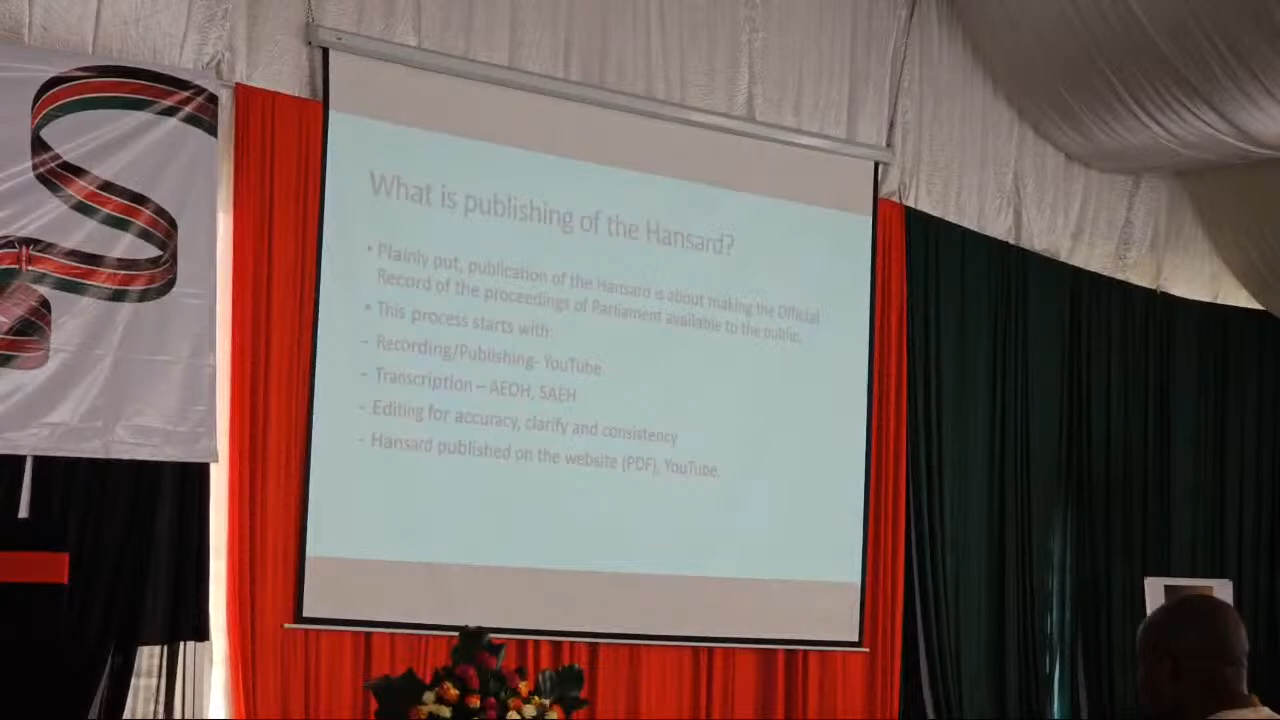 What is publishing of the Hansard?
• Plainly put, publication of the Hansard is about making the Official
Record of the proceedings of Parliament available to the public.
• This process starts with:
- Recording/Publishing- YouTube
- Transcription – AEOH, SAEH
- Editing for accuracy, clarify and consistency
- Hansard published on the website (PDF), YouTube.